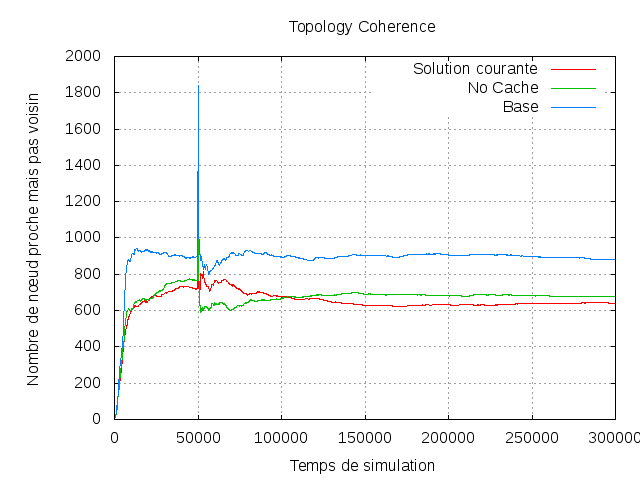 Topology Coherence
Nombre de nœud proche mais pas voisin
2000
1800
1600
1400
1200
1000
800
600
400
200
0
Solution courante
No Cache
Base
0 50000 100000 150000 200000 250000 300000
Temps de simulation